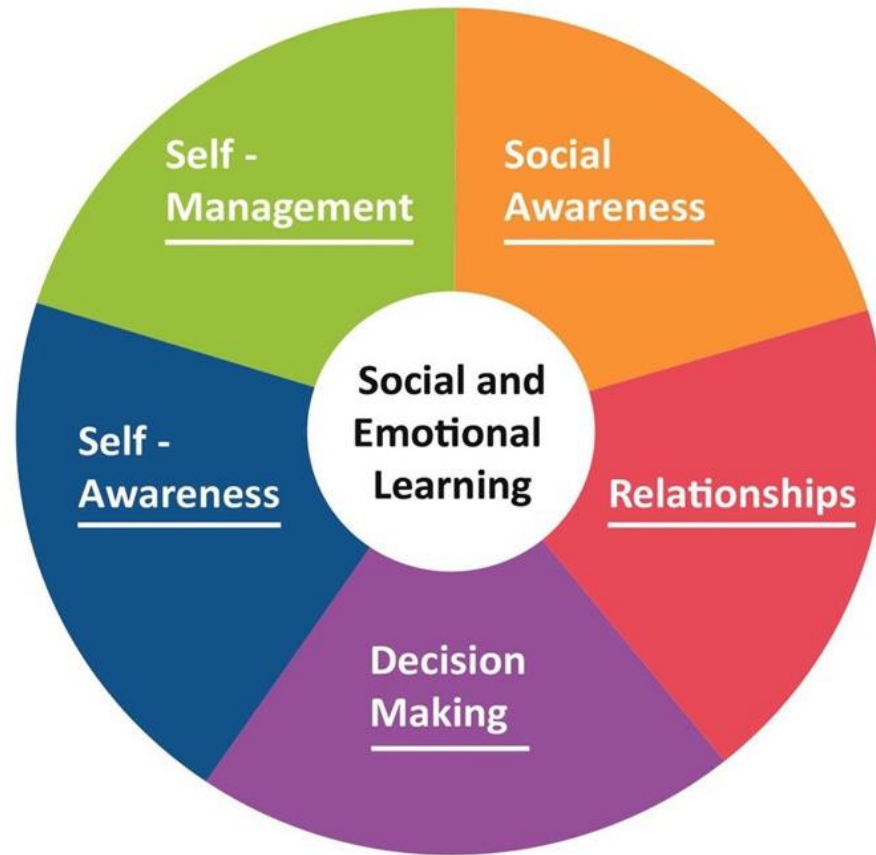 Self -
Management
Social
Awareness
Social and
Emotional
Learning
Self -
Awareness
Relationships
Decision
Making